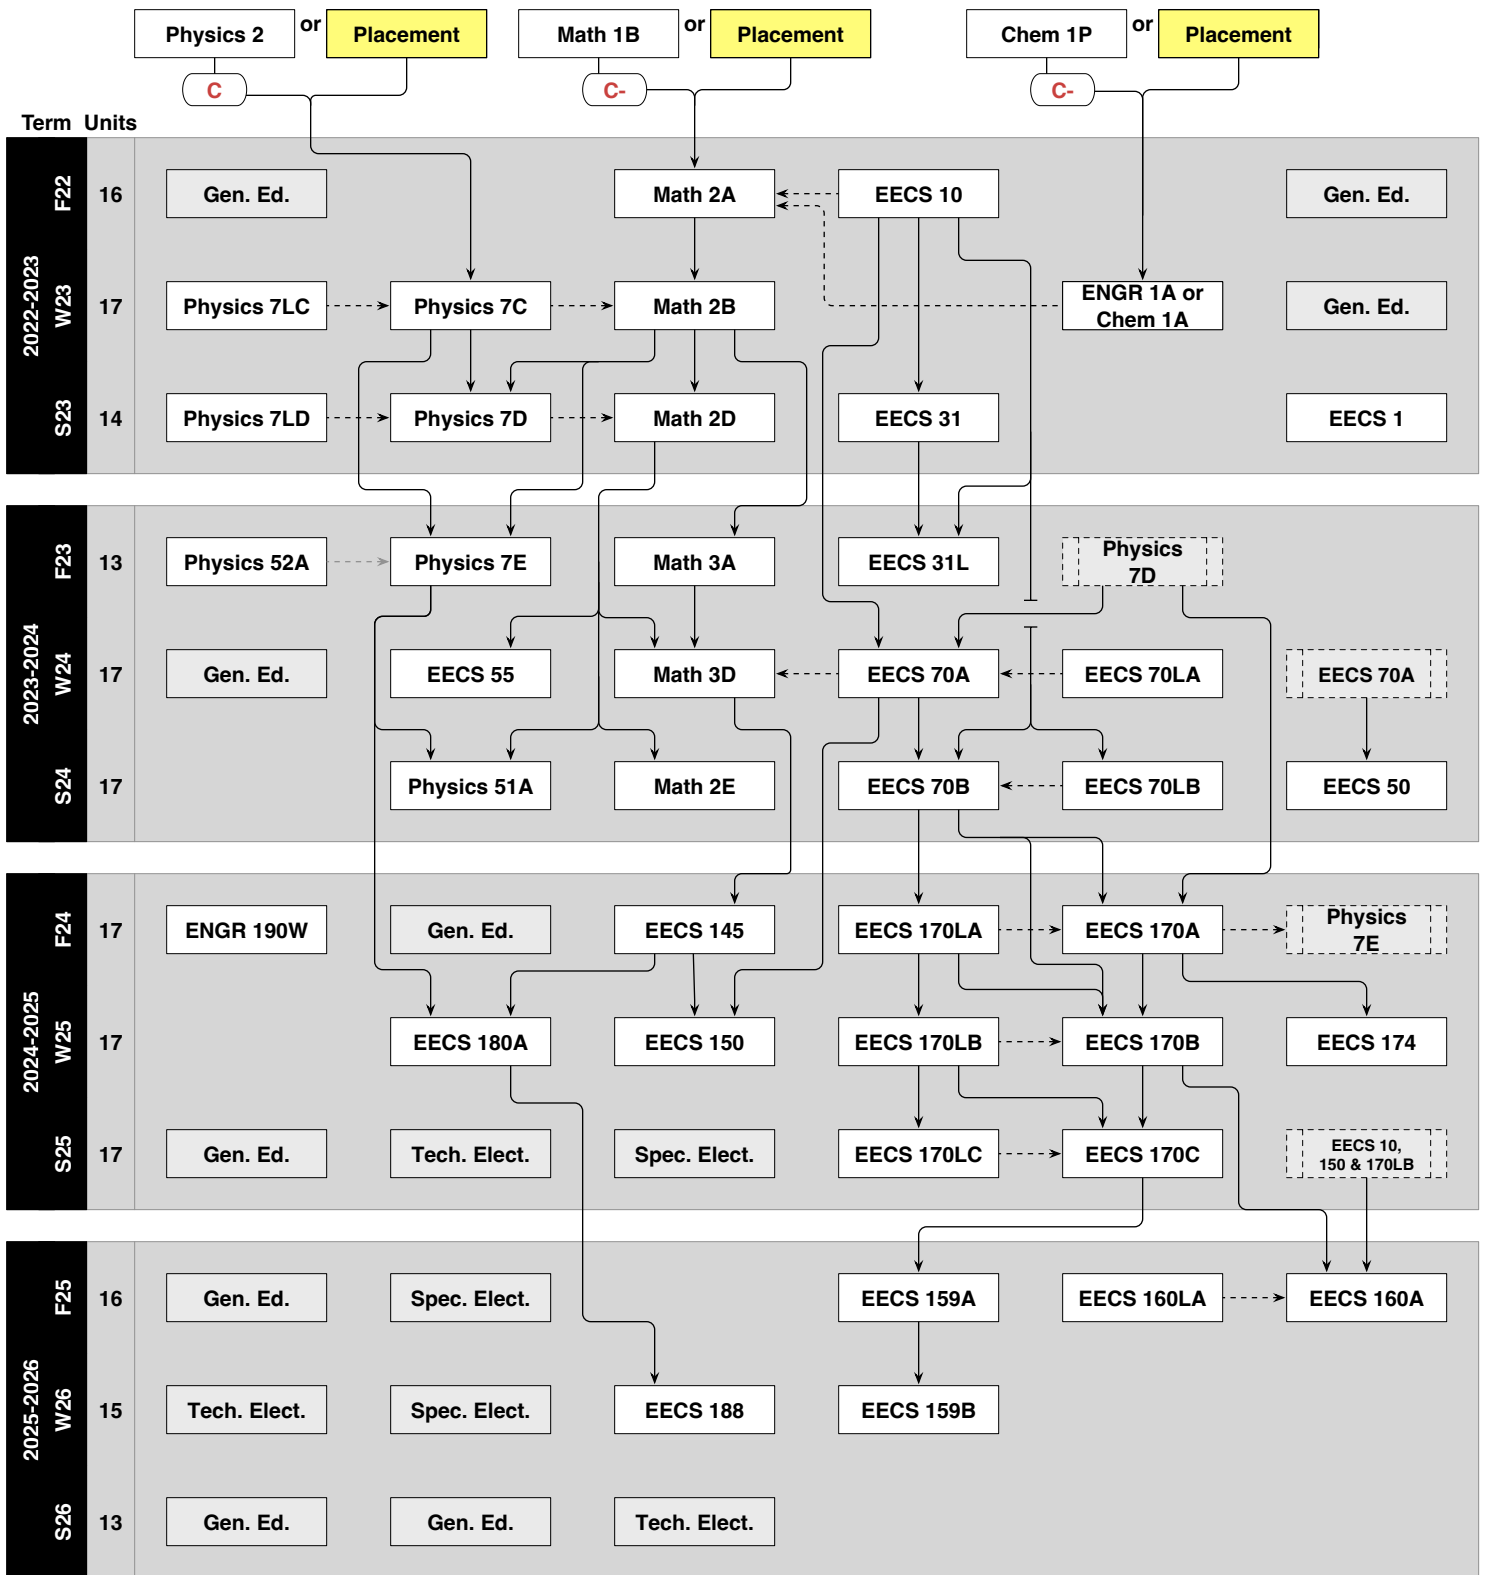 Physics 2 or Placement Math 1B or Placement Chem 1P or Placement
C C- C-
Term Units
2022-2023
F22 16 Gen. Ed. Math 2A EECS 10 Gen. Ed.
W23 17 Physics 7LC Physics 7C Math 2B ENGR 1A or
Chem 1A Gen. Ed.
S23 14 Physics 7LD Physics 7D Math 2D EECS 31 EECS 1
2023-2024
F23 13 Physics 52A Physics 7E Math 3A EECS 31L Physics
7D
W24 17 Gen. Ed. EECS 55 Math 3D EECS 70A EECS 70LA EECS 70A
S24 17 Physics 51A Math 2E EECS 70B EECS 70LB EECS 50
2024-2025
F24 17 ENGR 190W Gen. Ed. EECS 145 EECS 170LA EECS 170A Physics
7E
W25 17 EECS 180A EECS 150 EECS 170LB EECS 170B EECS 174
S25 17 Gen. Ed. Tech. Elect. Spec. Elect. EECS 170LC EECS 170C EECS 10,
150 & 170LB
2025-2026
F25 16 Gen. Ed. Spec. Elect. EECS 159A EECS 160LA EECS 160A
W26 15 Tech. Elect. Spec. Elect. EECS 188 EECS 159B
S26 13 Gen. Ed. Gen. Ed. Tech. Elect.